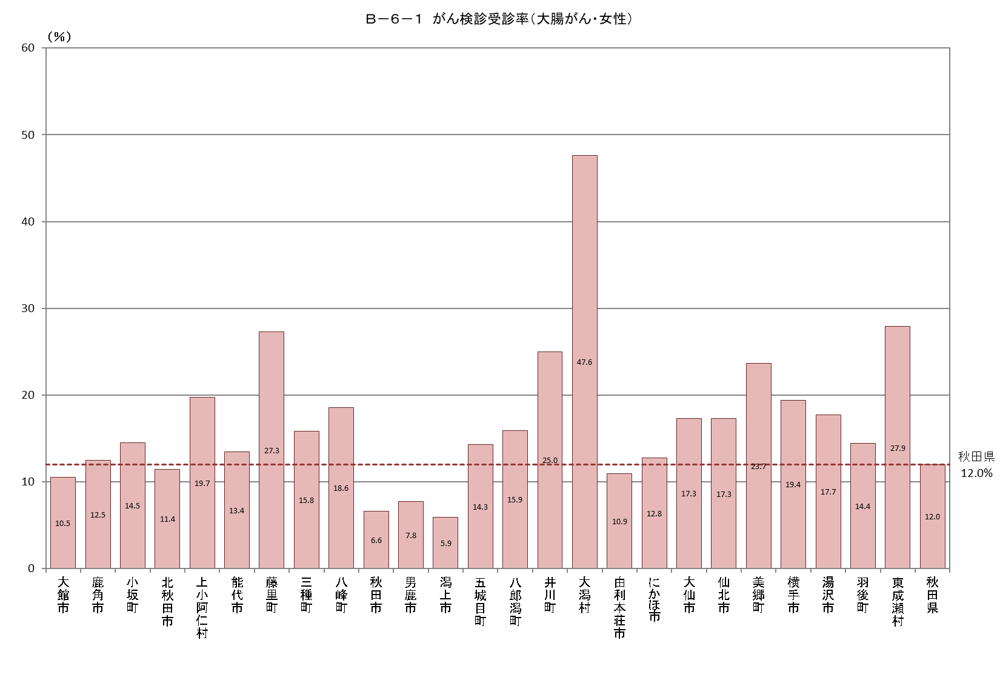 B－6－1　がん検診受診率（大腸がん・女性）
（%）
60
50
40
30
20
10
0
10.5
12.5
14.5
11.4
19.7
13.4
27.3
15.8
18.6
6.6
7.8
5.9
14.3
15.9
25.0
47.6
10.9
12.8
17.3
17.3
23.7
19.4
17.7
14.4
27.9
12.0
秋田県
12.0%
大館市
鹿角市
小坂町
北秋田市
上小阿仁村
能代市
藤里町
三種町
八峰町
秋田市
男鹿市
潟上市
五城目町
八郎潟町
井川町
大潟村
由利本荘市
にかほ市
大仙市
仙北市
美郷町
横手市
湯沢市
羽後町
東成瀬村
秋田県